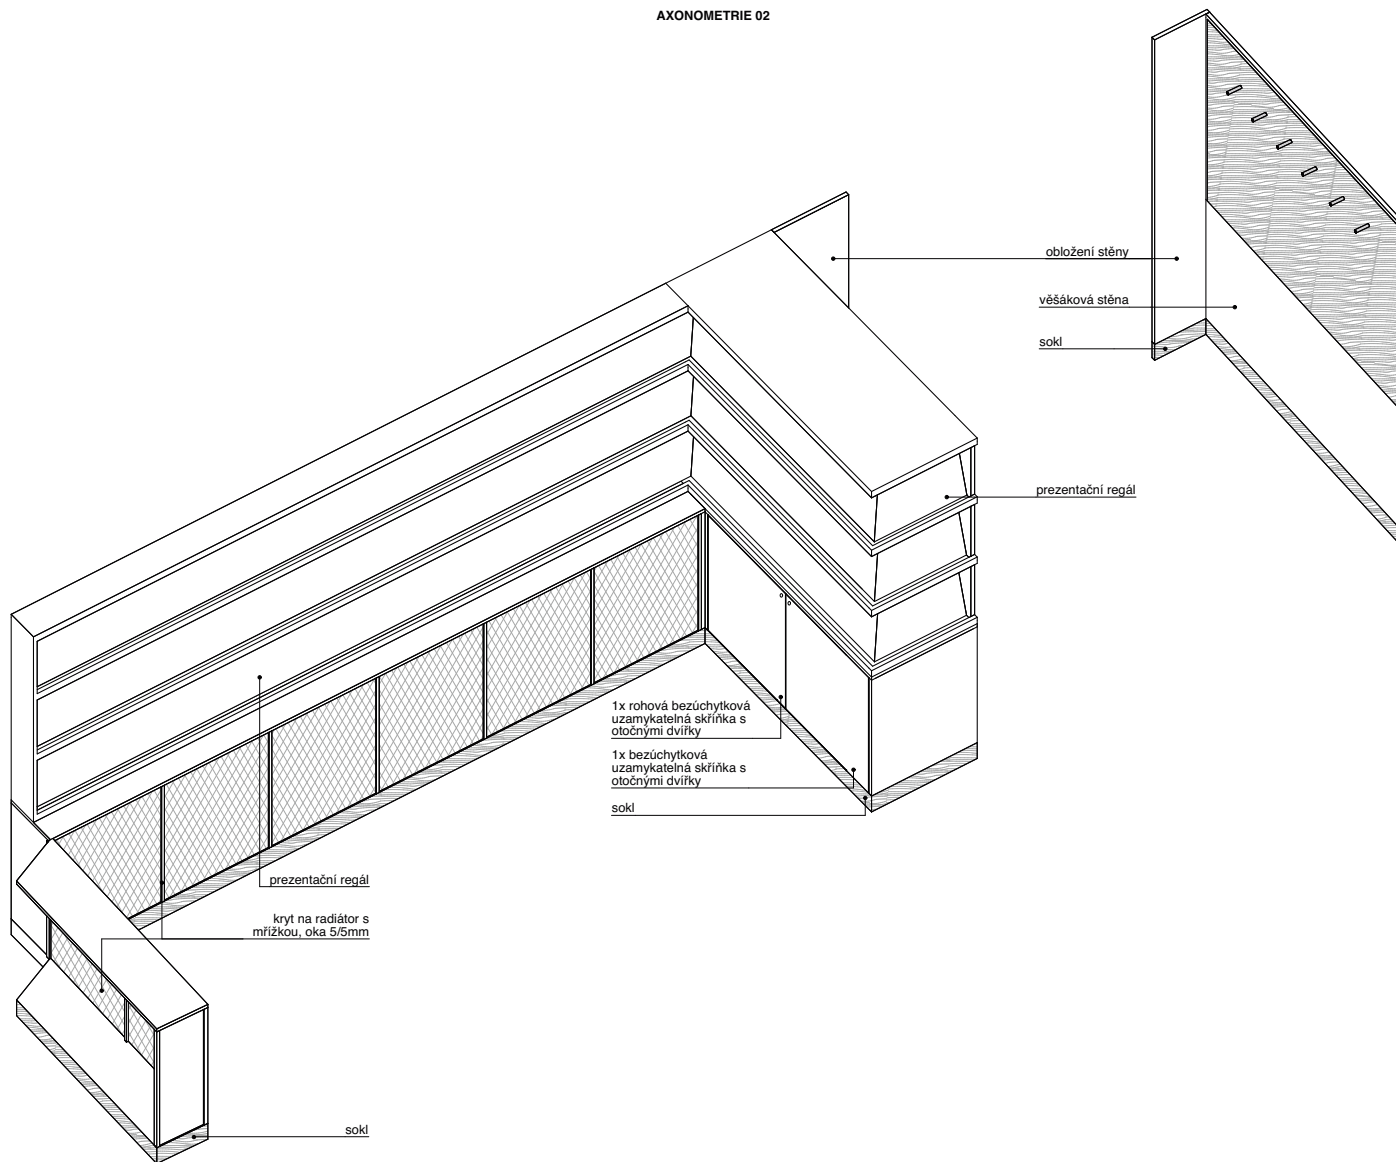 AXONOMETRIE 02
obložení stěny
věšáková stěna
sokl
prezentační regál
1x rohová bezúchytková
uzamykatelná skříňka s
otočnými dvířky
1x bezúchytková
uzamykatelná skříňka s
otočnými dvířky
sokl
prezentační regál
kryt na radiátor s
mřížkou, oka 5/5mm
sokl